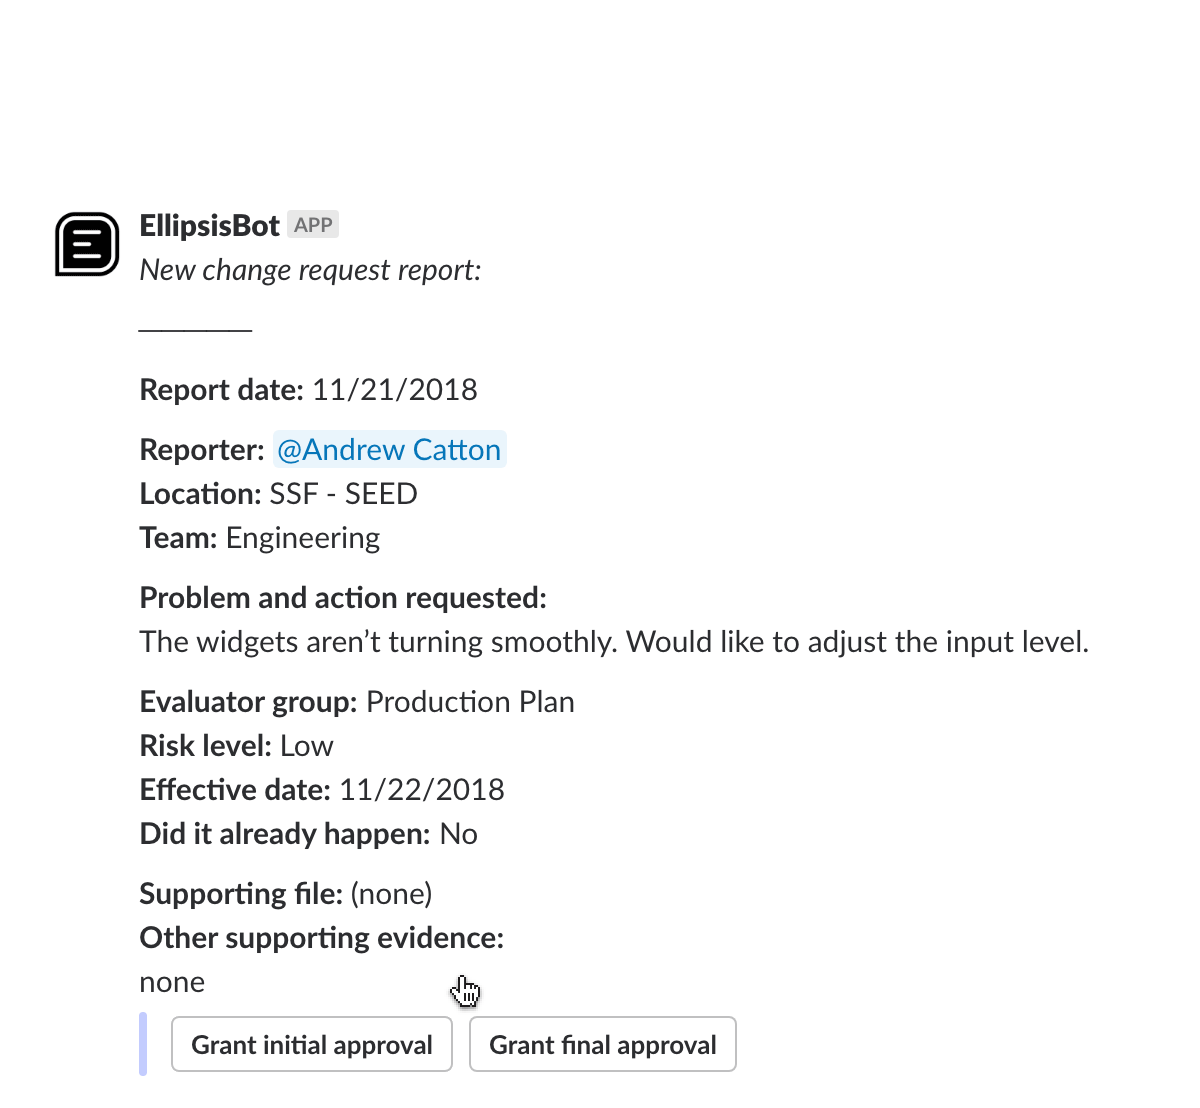 EllipsisBot APP
New change request report:
Report date: 11/21/2018
Reporter: @Andrew Catton
Location: SSF - SEED
Team: Engineering
Problem and action requested:
The widgets aren’t turning smoothly. Would like to adjust the input level.
Evaluator group: Production Plan
Risk level: Low
Effective date: 11/22/2018
Did it already happen: No
Supporting file: (none)
Other supporting evidence:
none
Grant initial approval Grant final approval